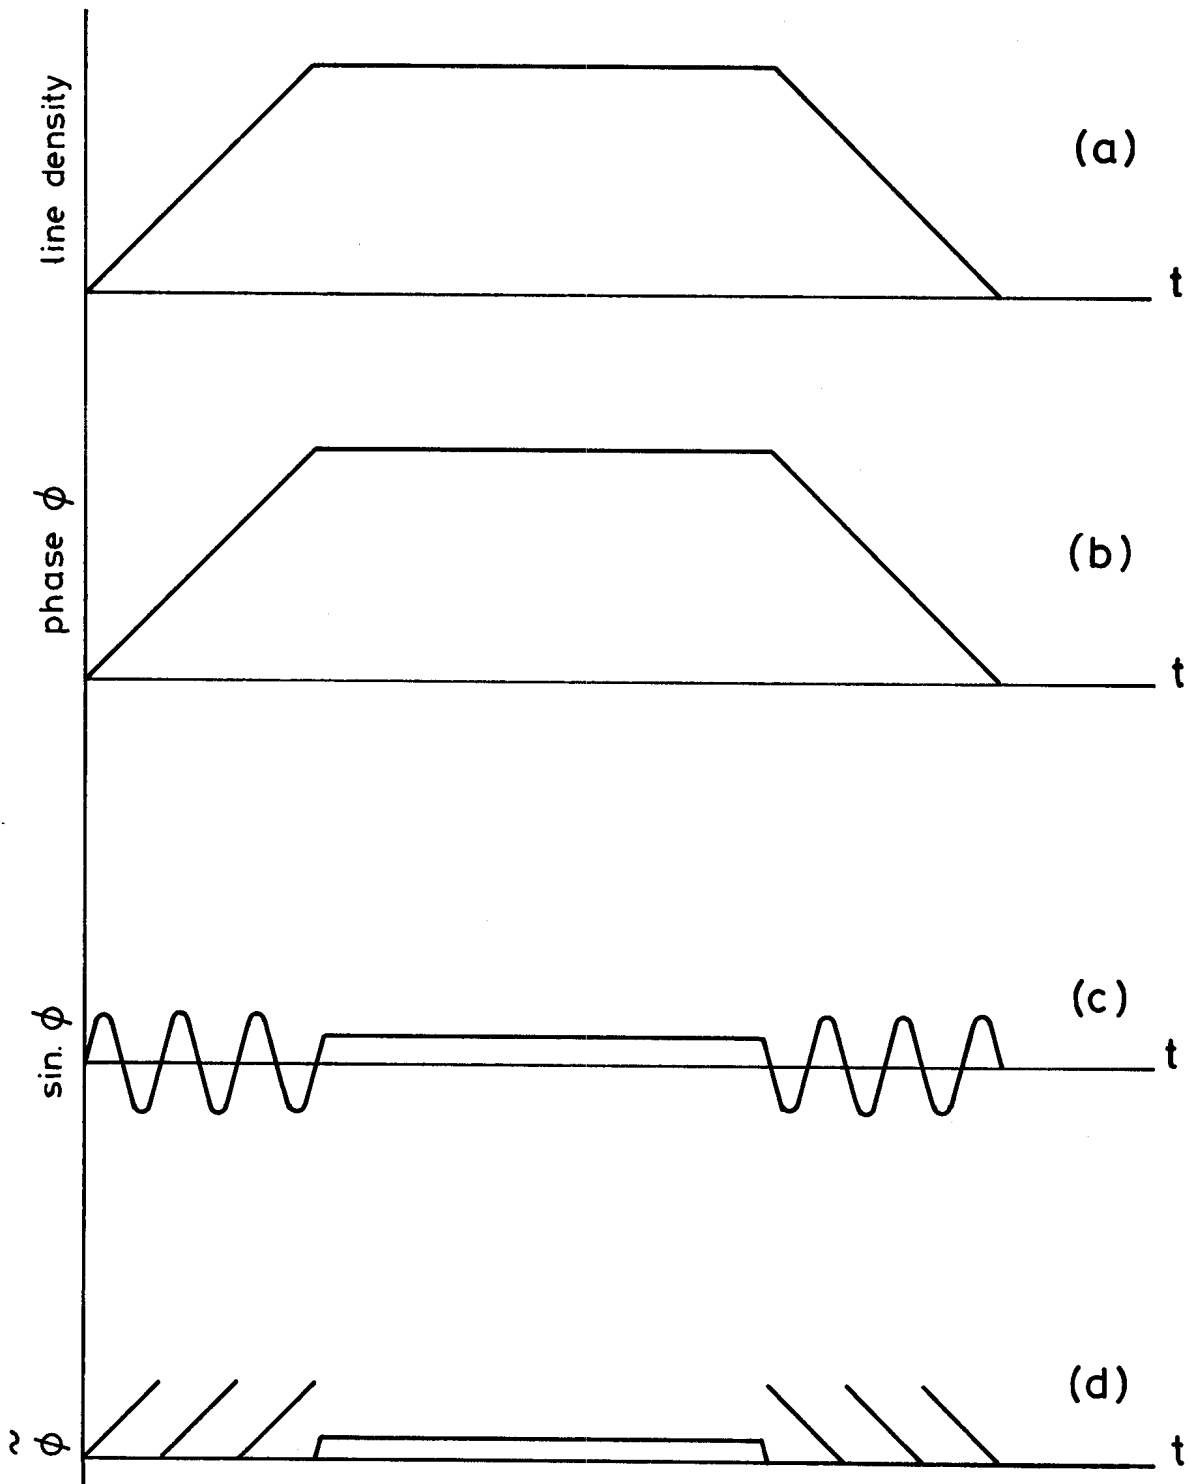 line density
(a)
t
phase ϕ
(b)
t
sin. ϕ
(c)
t
ϕ̃
(d)
t